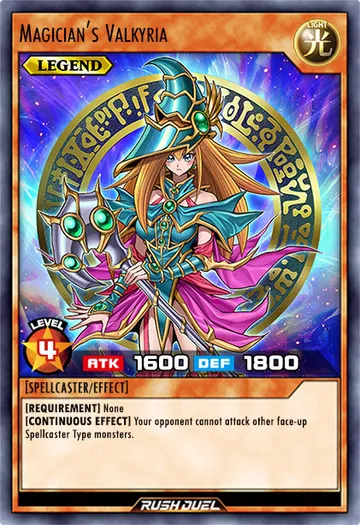 MAGICIAN'S VALKYRIA
LIGHT
光
LEGEND
LEVEL
4
ATK 1600 DEF 1800
[SPELLCASTER/EFFECT]
[REQUIREMENT] None
[CONTINUOUS EFFECT] Your opponent cannot attack other face-up
Spellcaster Type monsters.
RUSH DUEL